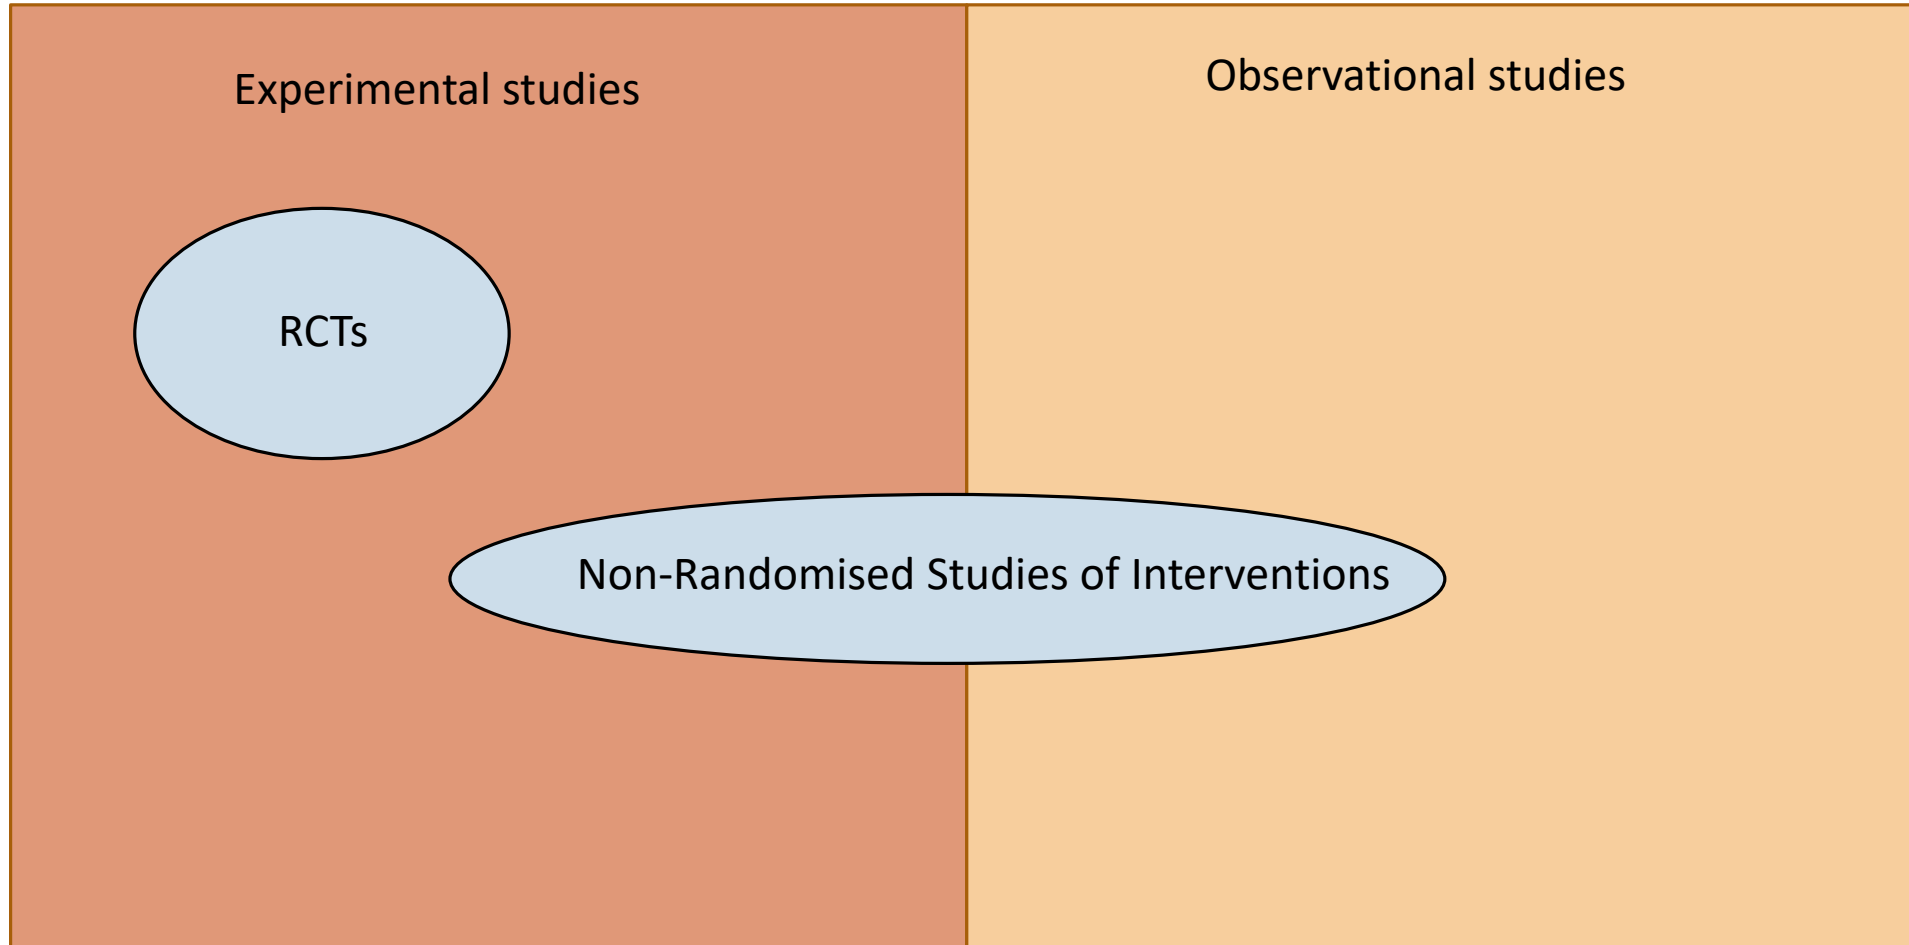 Experimental studies
Observational studies
RCTs
Non-Randomised Studies of Interventions